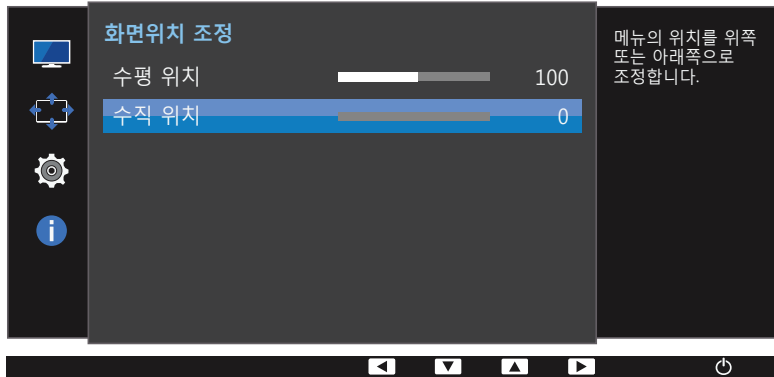 화면위치 조정
수평 위치 100
수직 위치 0
메뉴의 위치를 위쪽
또는 아래쪽으로
조정합니다.